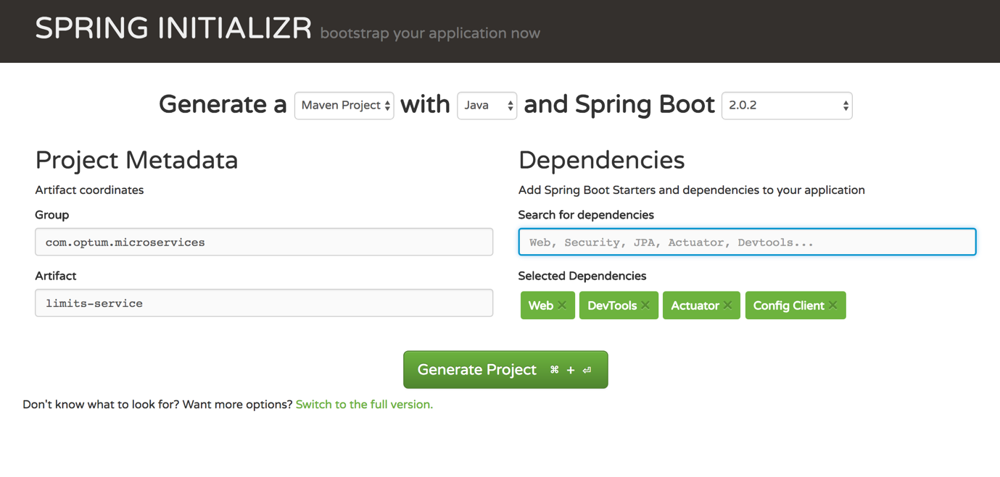 SPRING INITIALIZR bootstrap your application now
Generate a Maven Project with Java and Spring Boot 2.0.2
Project Metadata
Artifact coordinates
Group
com.optum.microservices
Artifact
limits-service
Dependencies
Add Spring Boot Starters and dependencies to your application
Search for dependencies
Web, Security, JPA, Actuator, Devtools...
Selected Dependencies
Web × DevTools × Actuator × Config Client ×
Generate Project ⌘ + ⏎
Don't know what to look for? Want more options? Switch to the full version.